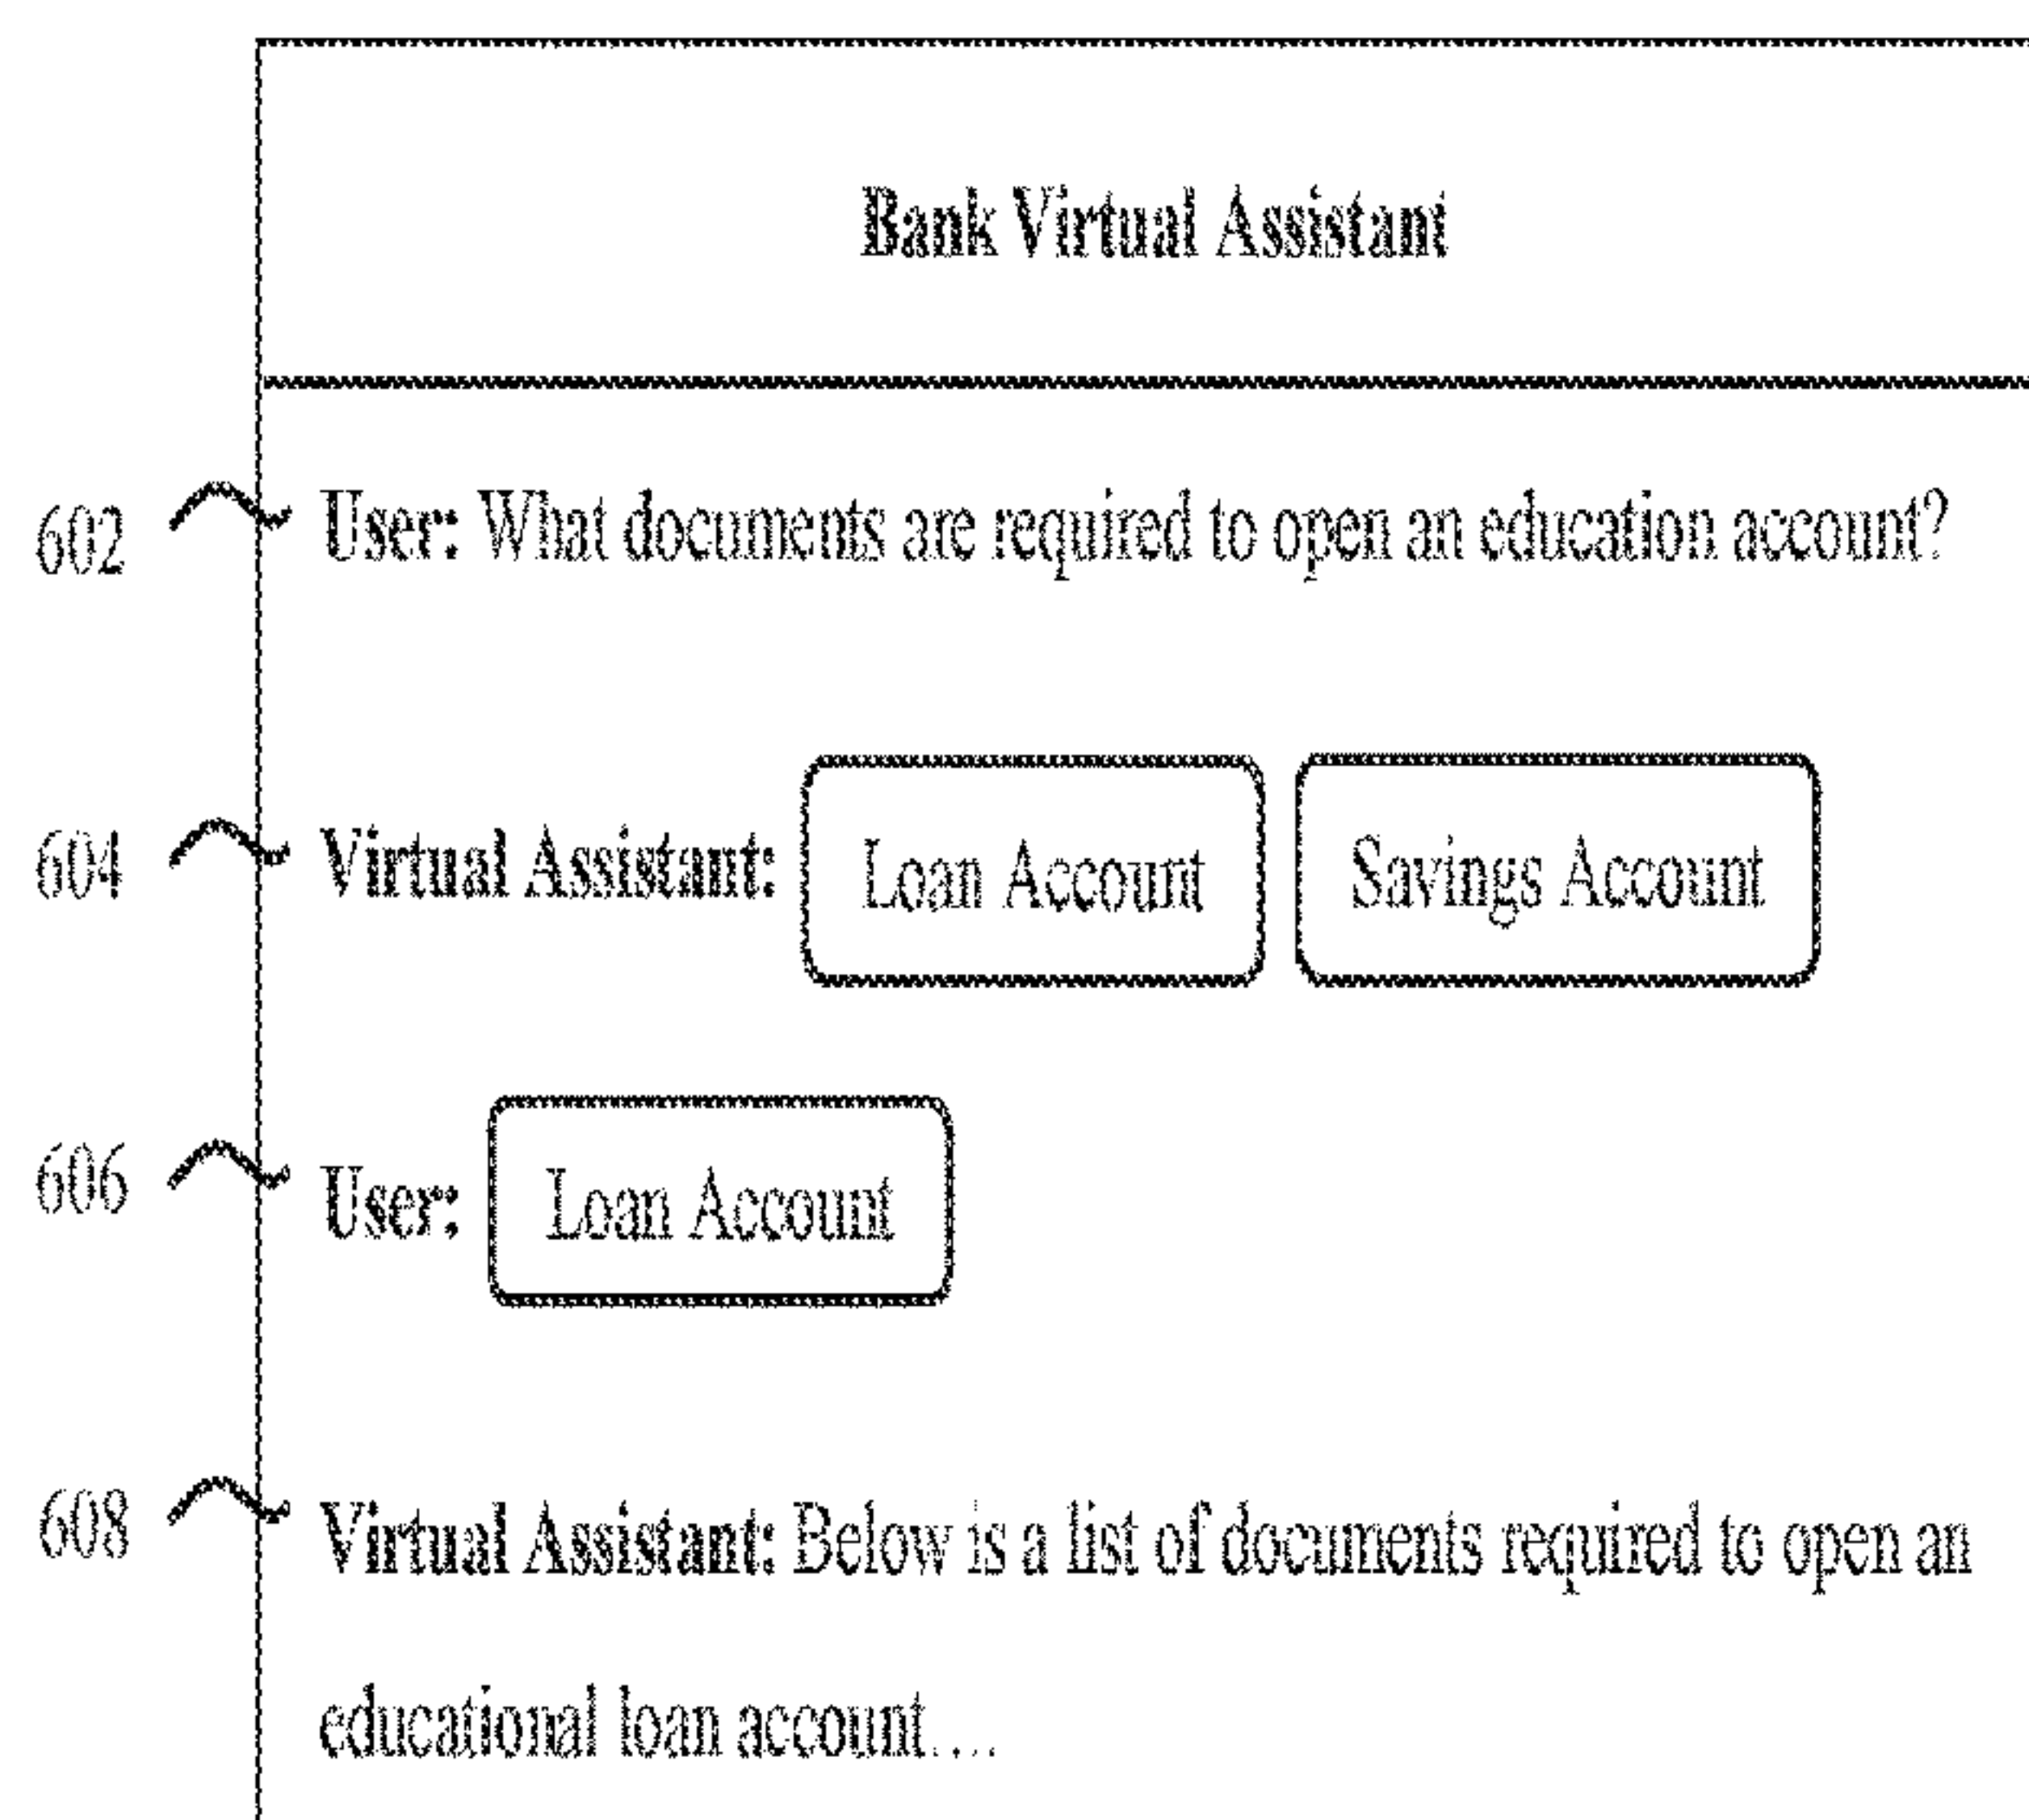 Bank Virtual Assistant
602 User: What documents are required to open an education account?
604 Virtual Assistant: Loan Account Savings Account
606 User: Loan Account
608 Virtual Assistant: Below is a list of documents required to open an
educational loan account....